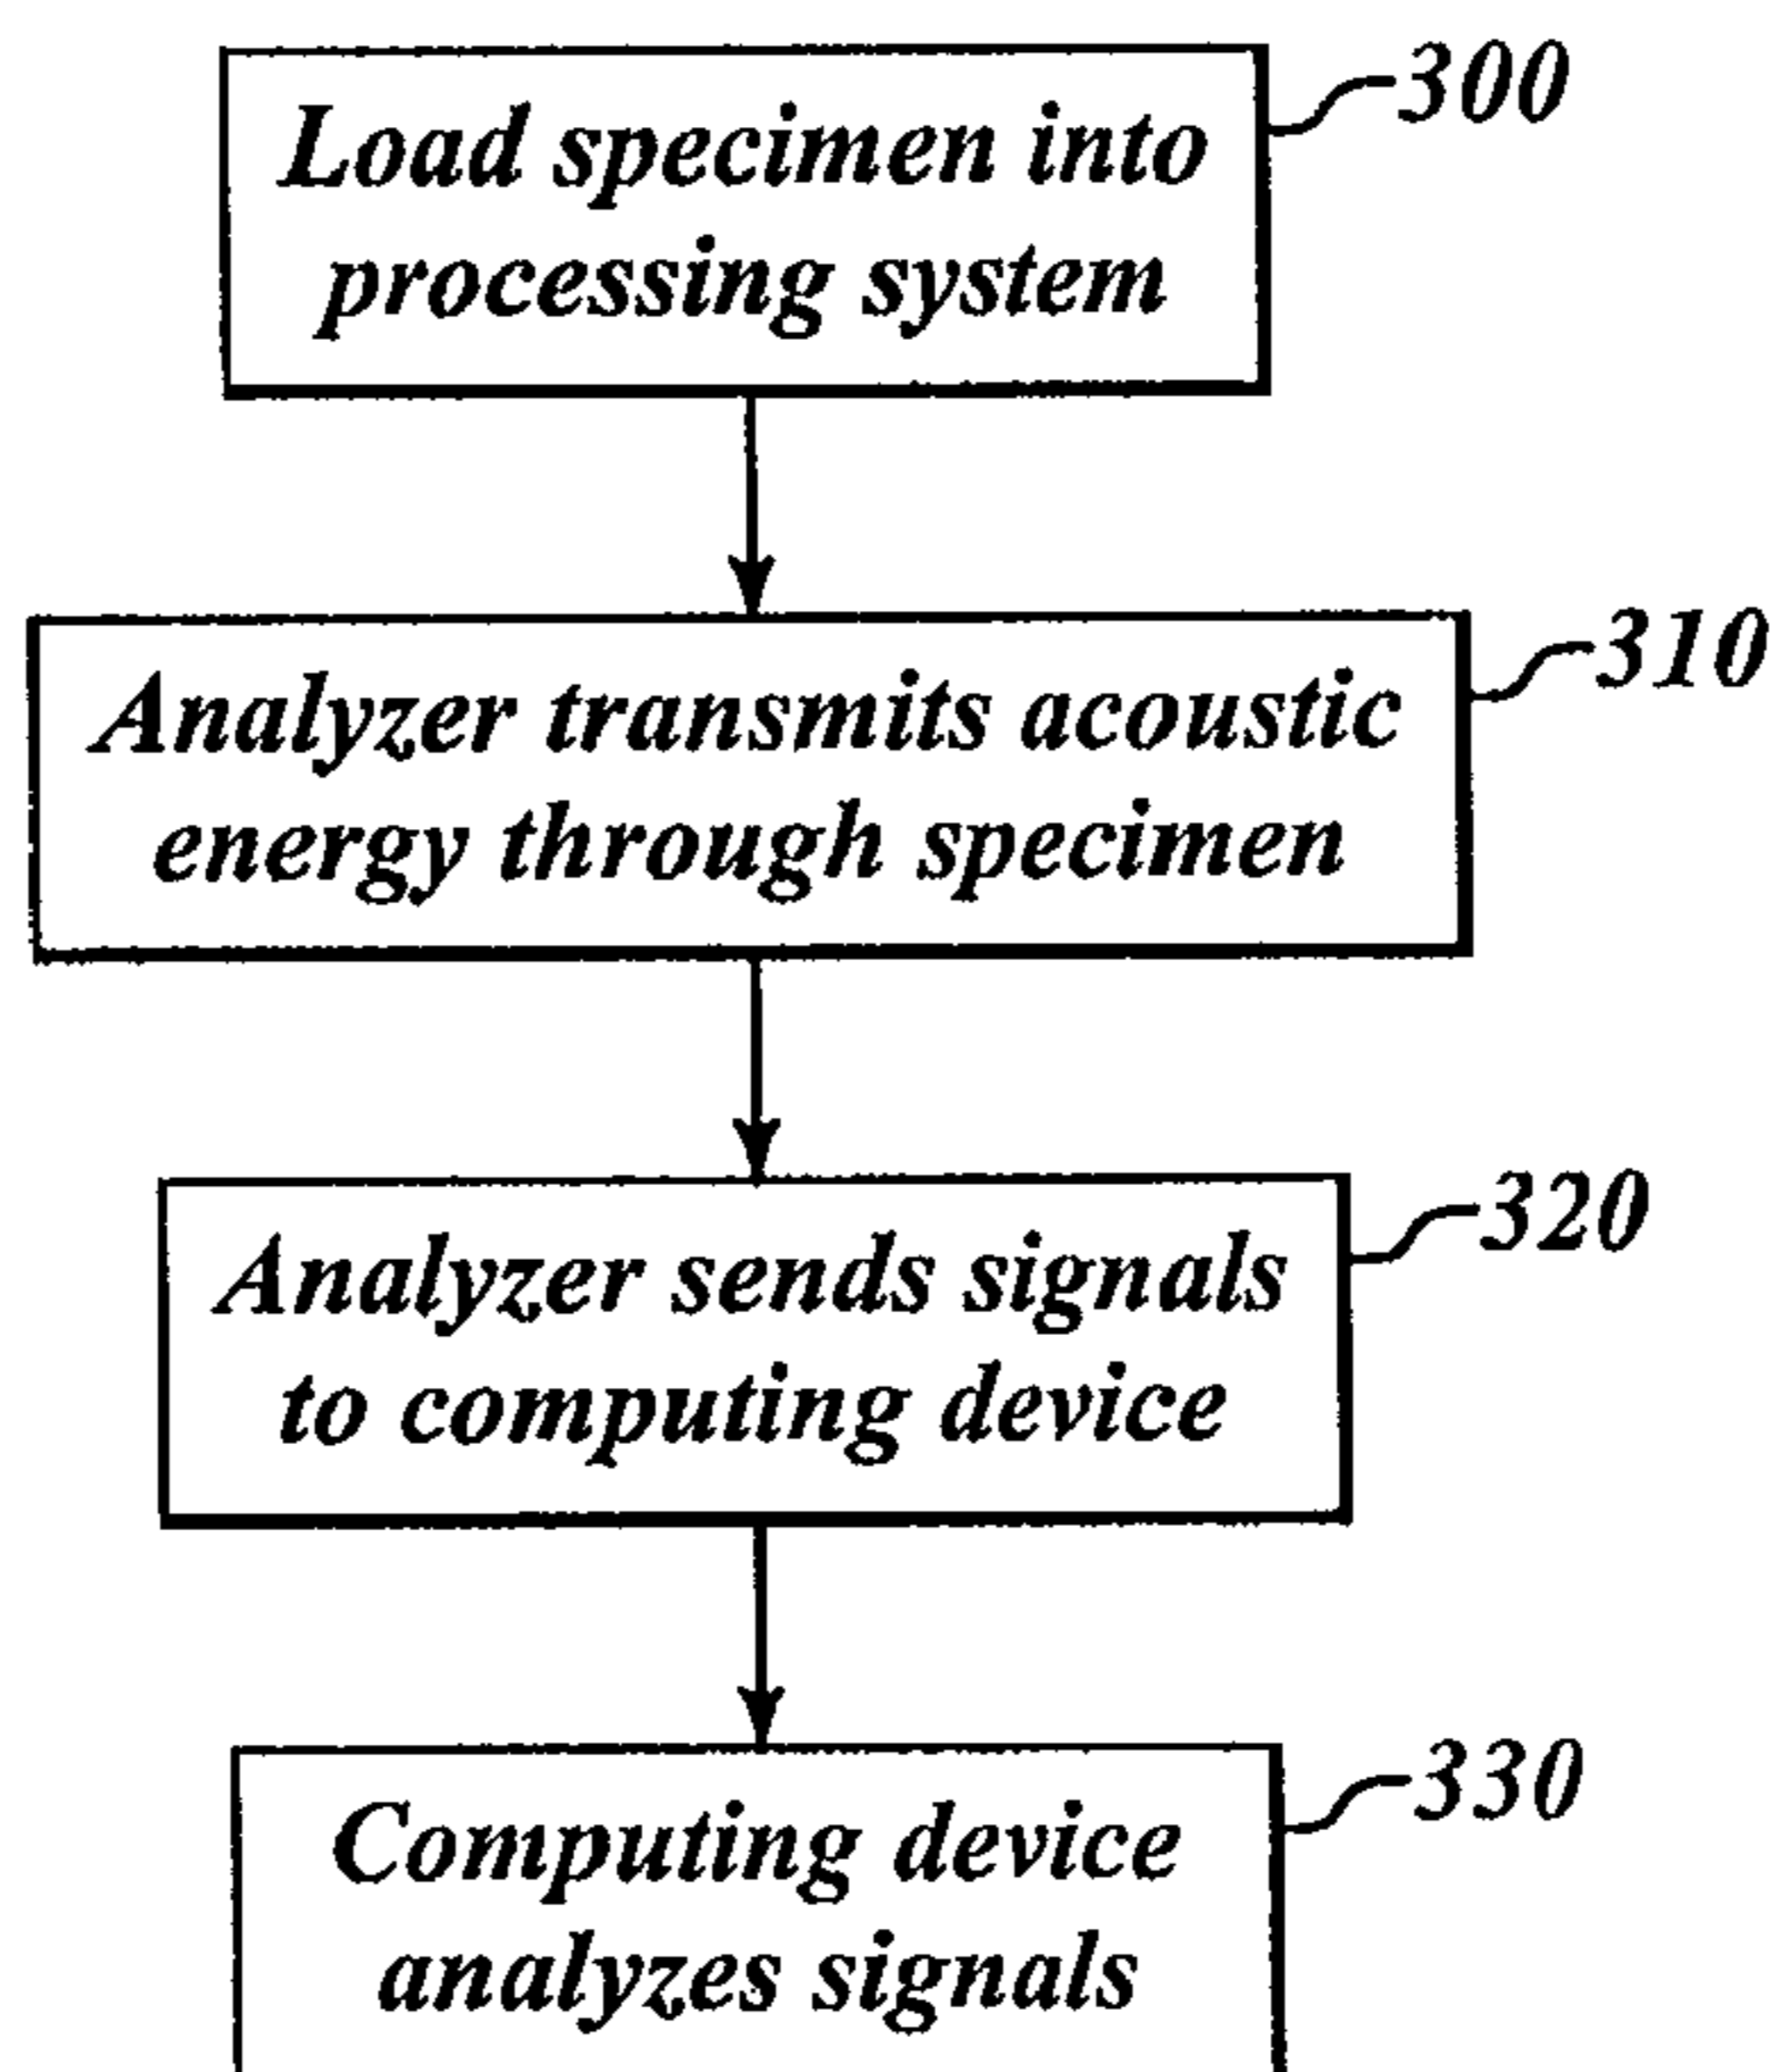 Load specimen into
processing system
300
Analyzer transmits acoustic
energy through specimen
310
Analyzer sends signals
to computing device
320
Computing device
analyzes signals
330